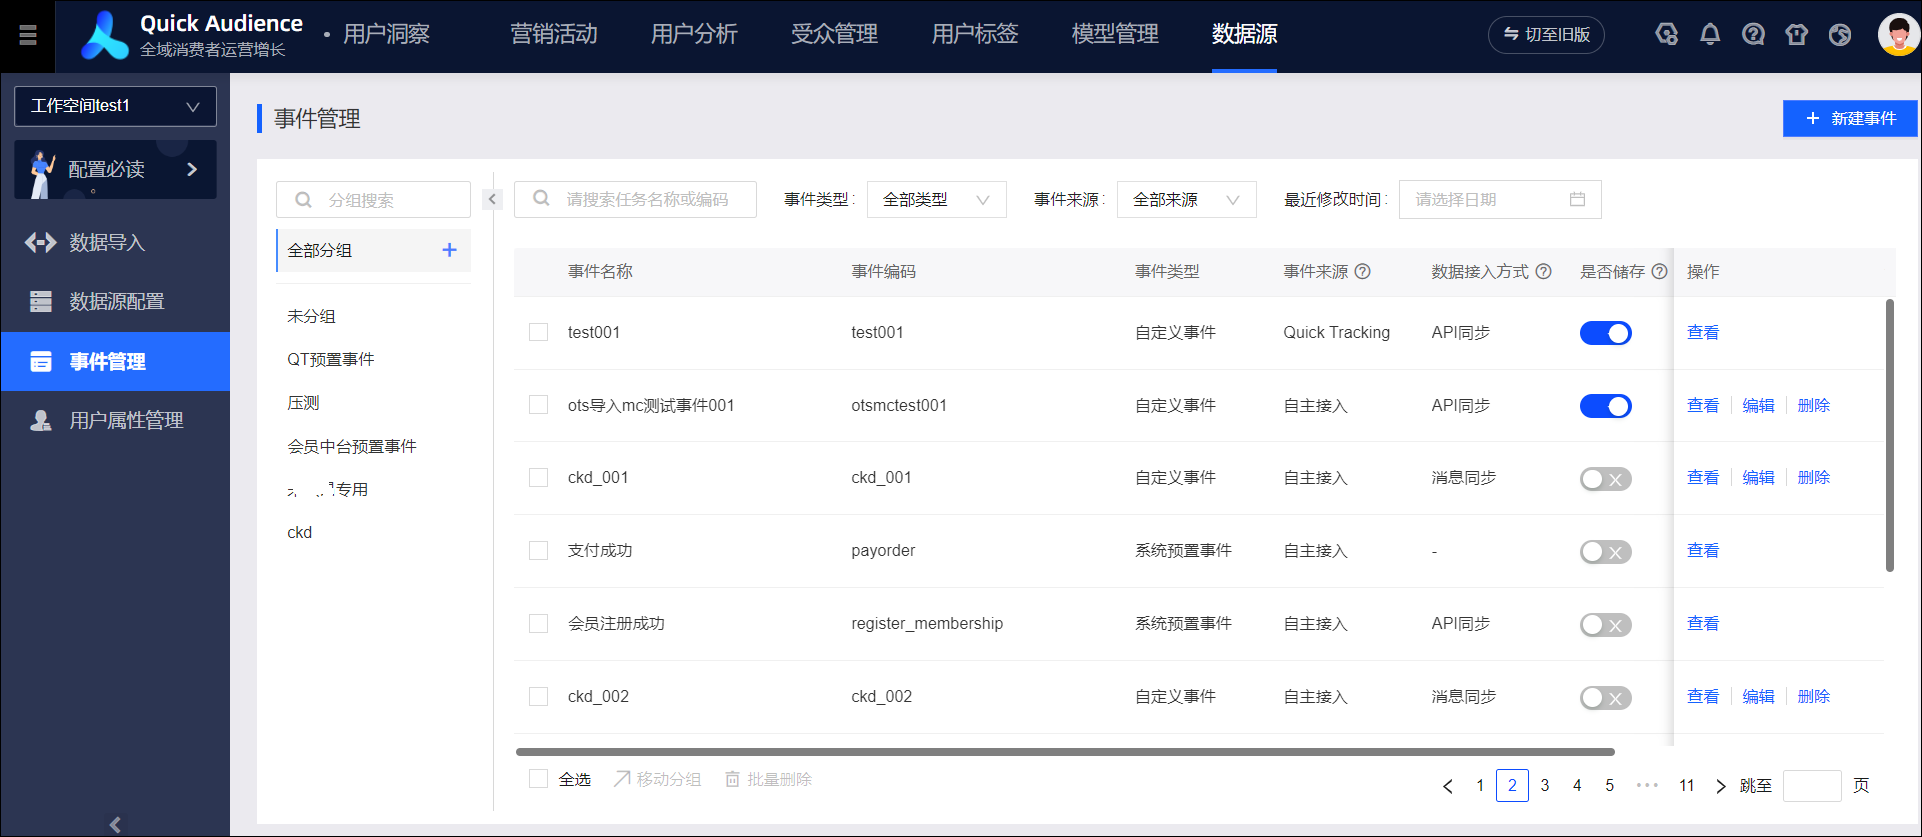 Quick Audience
全域消费者运营增长
用户洞察
营销活动
用户分析
受众管理
用户标签
模型管理
数据源
切至旧版
工作空间test1
配置必读
数据导入
数据源配置
事件管理
用户属性管理
事件管理
+ 新建事件
分组搜索
全部分组
未分组
QT预置事件
压测
会员中台预置事件
专用
ckd
请搜索任务名称或编码
事件类型:
全部类型
事件来源:
全部来源
最近修改时间:
请选择日期
事件名称 事件编码 事件类型 事件来源 数据接入方式 是否储存 操作
test001 test001 自定义事件 Quick Tracking API同步 查看
ots导入mc测试事件001 otsmctest001 自定义事件 自主接入 API同步 查看 编辑 删除
ckd_001 ckd_001 自定义事件 自主接入 消息同步 查看 编辑 删除
支付成功 payorder 系统预置事件 自主接入 - 查看
会员注册成功 register_membership 系统预置事件 自主接入 API同步 查看
ckd_002 ckd_002 自定义事件 自主接入 消息同步 查看 编辑 删除
全选 移动分组 批量删除
1 2 3 4 5 ••• 11 跳至 页